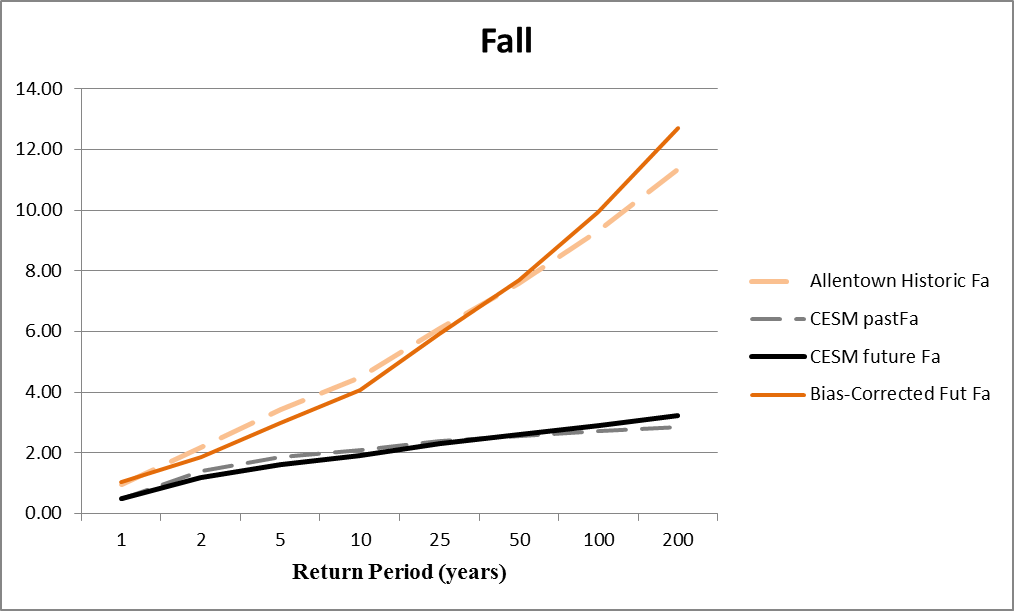 Fall
14.00
12.00
10.00
8.00
6.00
4.00
2.00
0.00
1 2 5 10 25 50 100 200
Return Period (years)
Allentown Historic Fa
CESM pastFa
CESM future Fa
Bias-Corrected Fut Fa